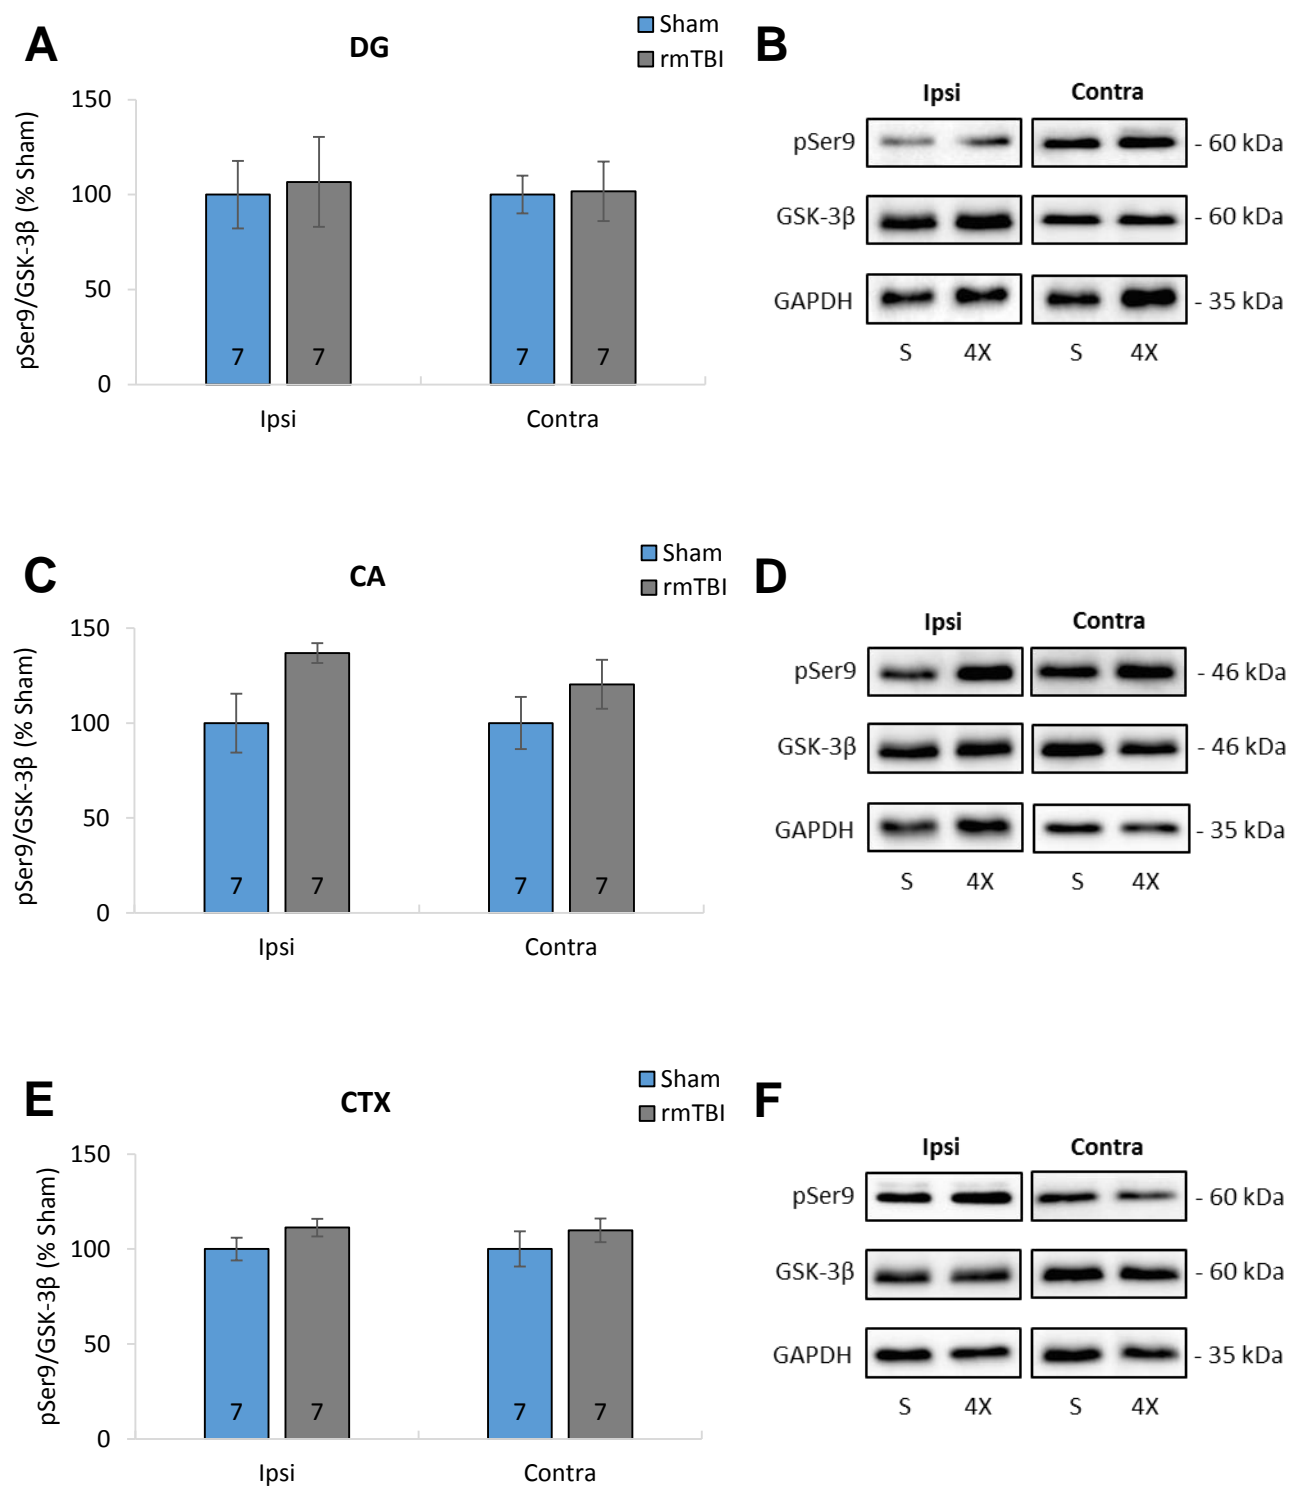 A
DG
Sham
rmTBI
pSer9/GSK-3β (% Sham)
150
100
50
0
7
7
7
7
Ipsi
Contra
B
Ipsi
Contra
pSer9
- 60 kDa
GSK-3β
- 60 kDa
GAPDH
- 35 kDa
S
4X
S
4X
C
CA
Sham
rmTBI
pSer9/GSK-3β (% Sham)
150
100
50
0
7
7
7
7
Ipsi
Contra
D
Ipsi
Contra
pSer9
- 46 kDa
GSK-3β
- 46 kDa
GAPDH
- 35 kDa
S
4X
S
4X
E
CTX
Sham
rmTBI
pSer9/GSK-3β (% Sham)
150
100
50
0
7
7
7
7
Ipsi
Contra
F
Ipsi
Contra
pSer9
- 60 kDa
GSK-3β
- 60 kDa
GAPDH
- 35 kDa
S
4X
S
4X